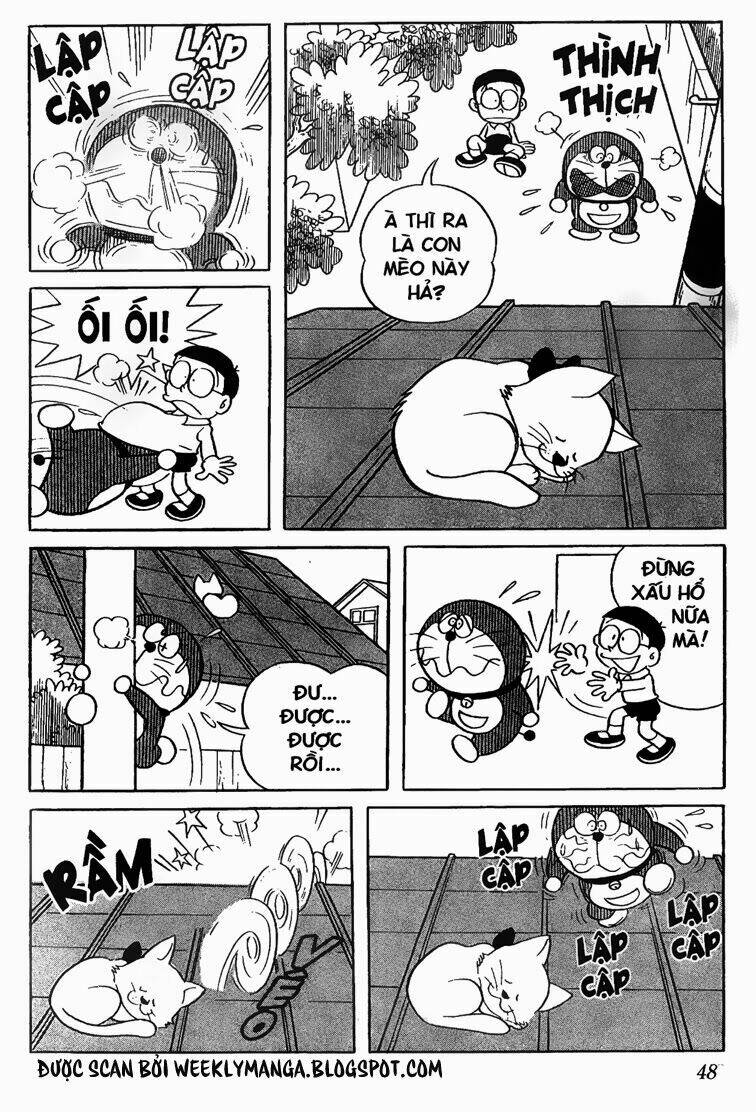 THÌNH
THỊCH
À THÌ RA
LÀ CON
MÈO NÀY
HẢ?
LẬP
CẬP
LẬP
CẬP
ỐI ỐI!
ĐỪNG
XẤU HỔ
NỮA
MÀ!
ĐƯ...
ĐƯỢC...
ĐƯỢC
RỒI...
LẬP
CẬP
LẬP
CẬP
LẬP
CẬP
RẦM
ĐƯỢC SCAN BỞI WEEKLYMANGA.BLOGSPOT.COM
48